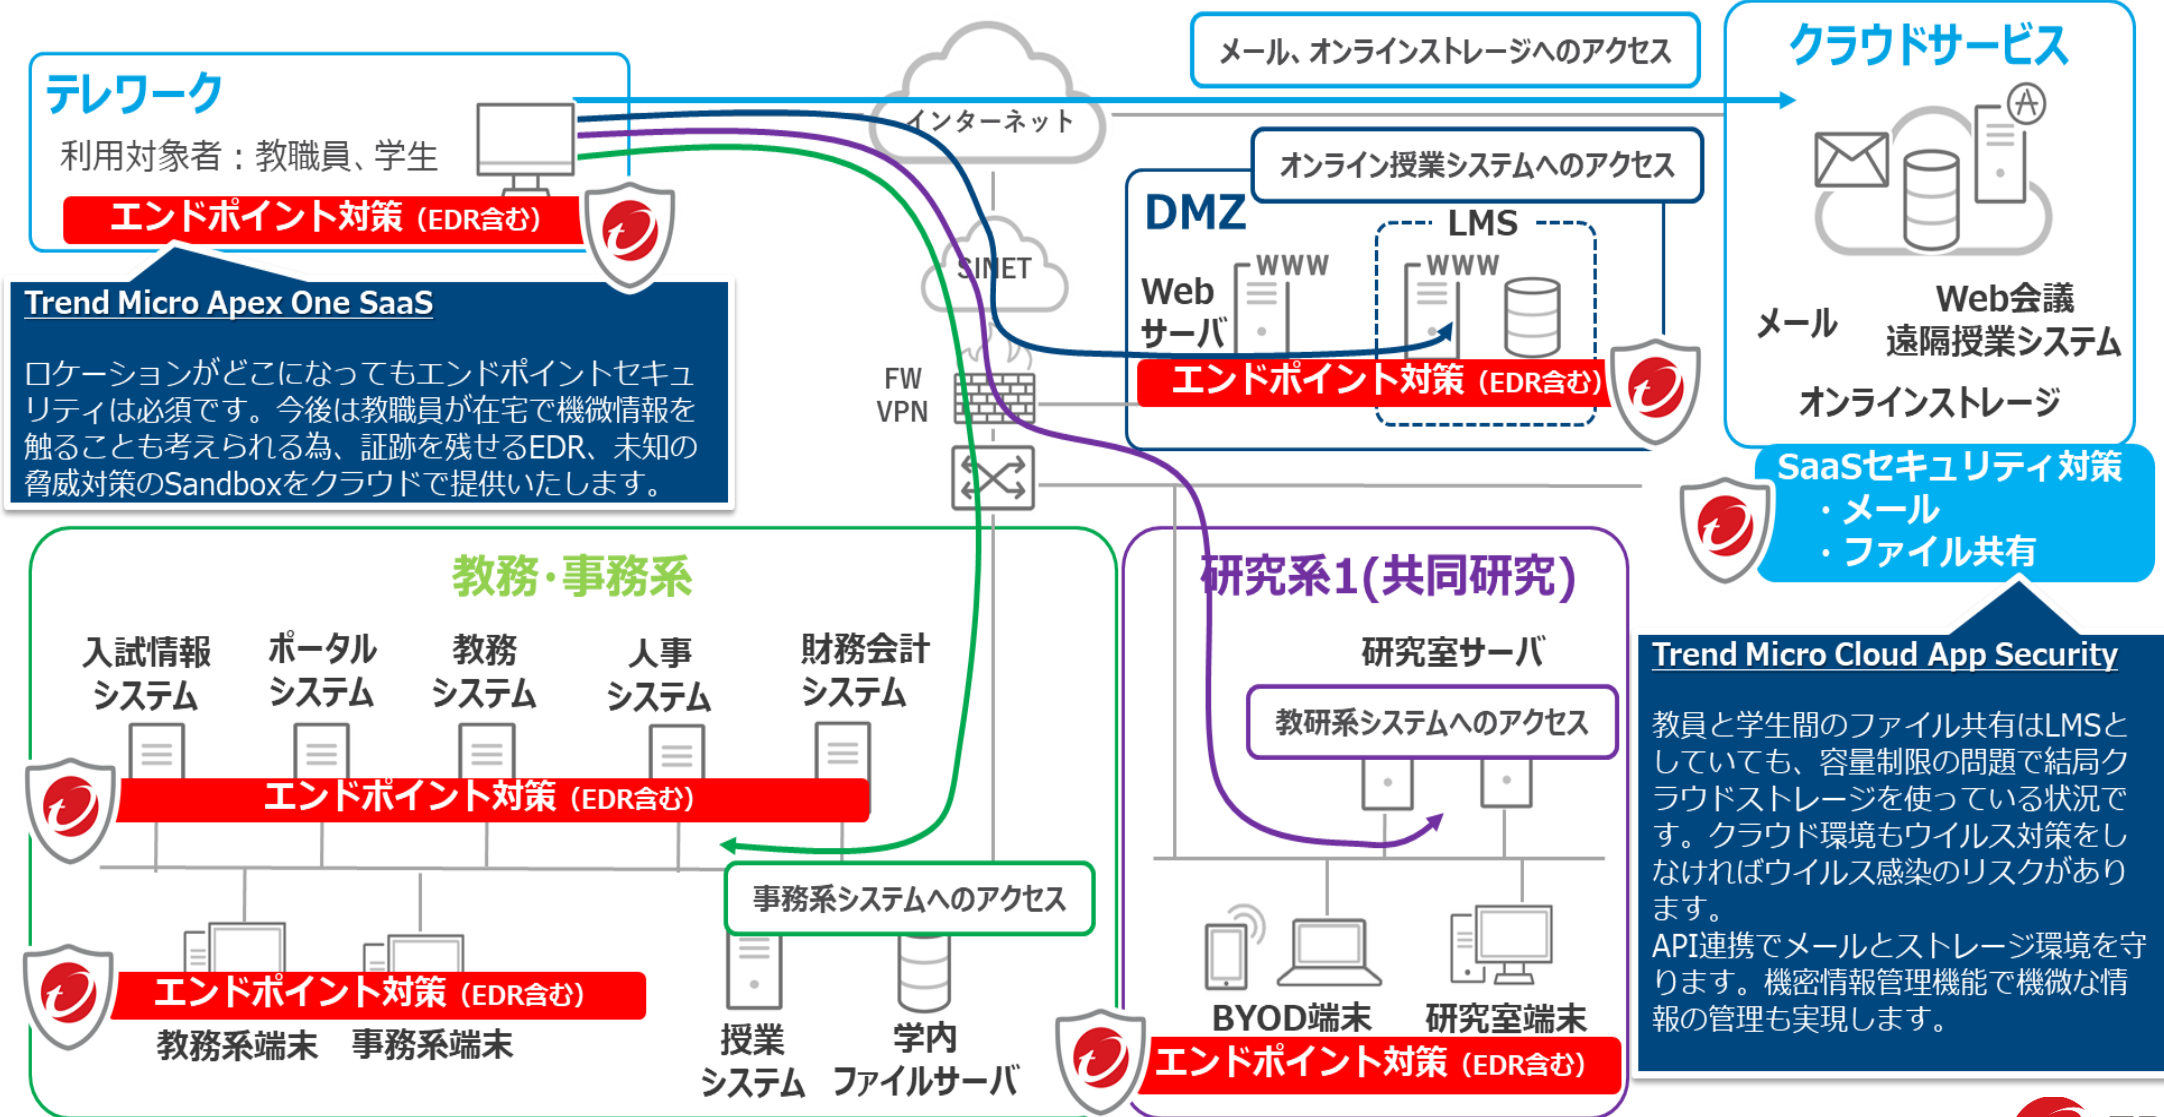 テレワーク
利用対象者：教職員、学生
エンドポイント対策（EDR含む）
Trend Micro Apex One SaaS
ロケーションがどこになってもエンドポイントセキュ
リティは必須です。今後は教職員が在宅で機微情報を
触ることも考えられる為、証跡を残せるEDR、未知の
脅威対策のSandboxをクラウドで提供いたします。
インターネット
SINET
FW
VPN
メール、オンラインストレージへのアクセス
オンライン授業システムへのアクセス
DMZ
LMS
WWW
WWW
Web
サーバ
エンドポイント対策（EDR含む）
クラウドサービス
メール
Web会議
遠隔授業システム
オンラインストレージ
SaaSセキュリティ対策
・メール
・ファイル共有
Trend Micro Cloud App Security
教員と学生間のファイル共有はLMSと
していても、容量制限の問題で結局ク
ラウドストレージを使っている状況で
す。クラウド環境もウイルス対策をし
なければウイルス感染のリスクがあり
ます。
API連携でメールとストレージ環境を守
ります。機密情報管理機能で機微な情
報の管理も実現します。
教務・事務系
入試情報
システム
ポータル
システム
教務
システム
人事
システム
財務会計
システム
エンドポイント対策（EDR含む）
事務系システムへのアクセス
エンドポイント対策（EDR含む）
教務系端末
事務系端末
授業
システム
学内
ファイルサーバ
研究系1(共同研究)
研究室サーバ
教研系システムへのアクセス
BYOD端末
研究室端末
エンドポイント対策（EDR含む）